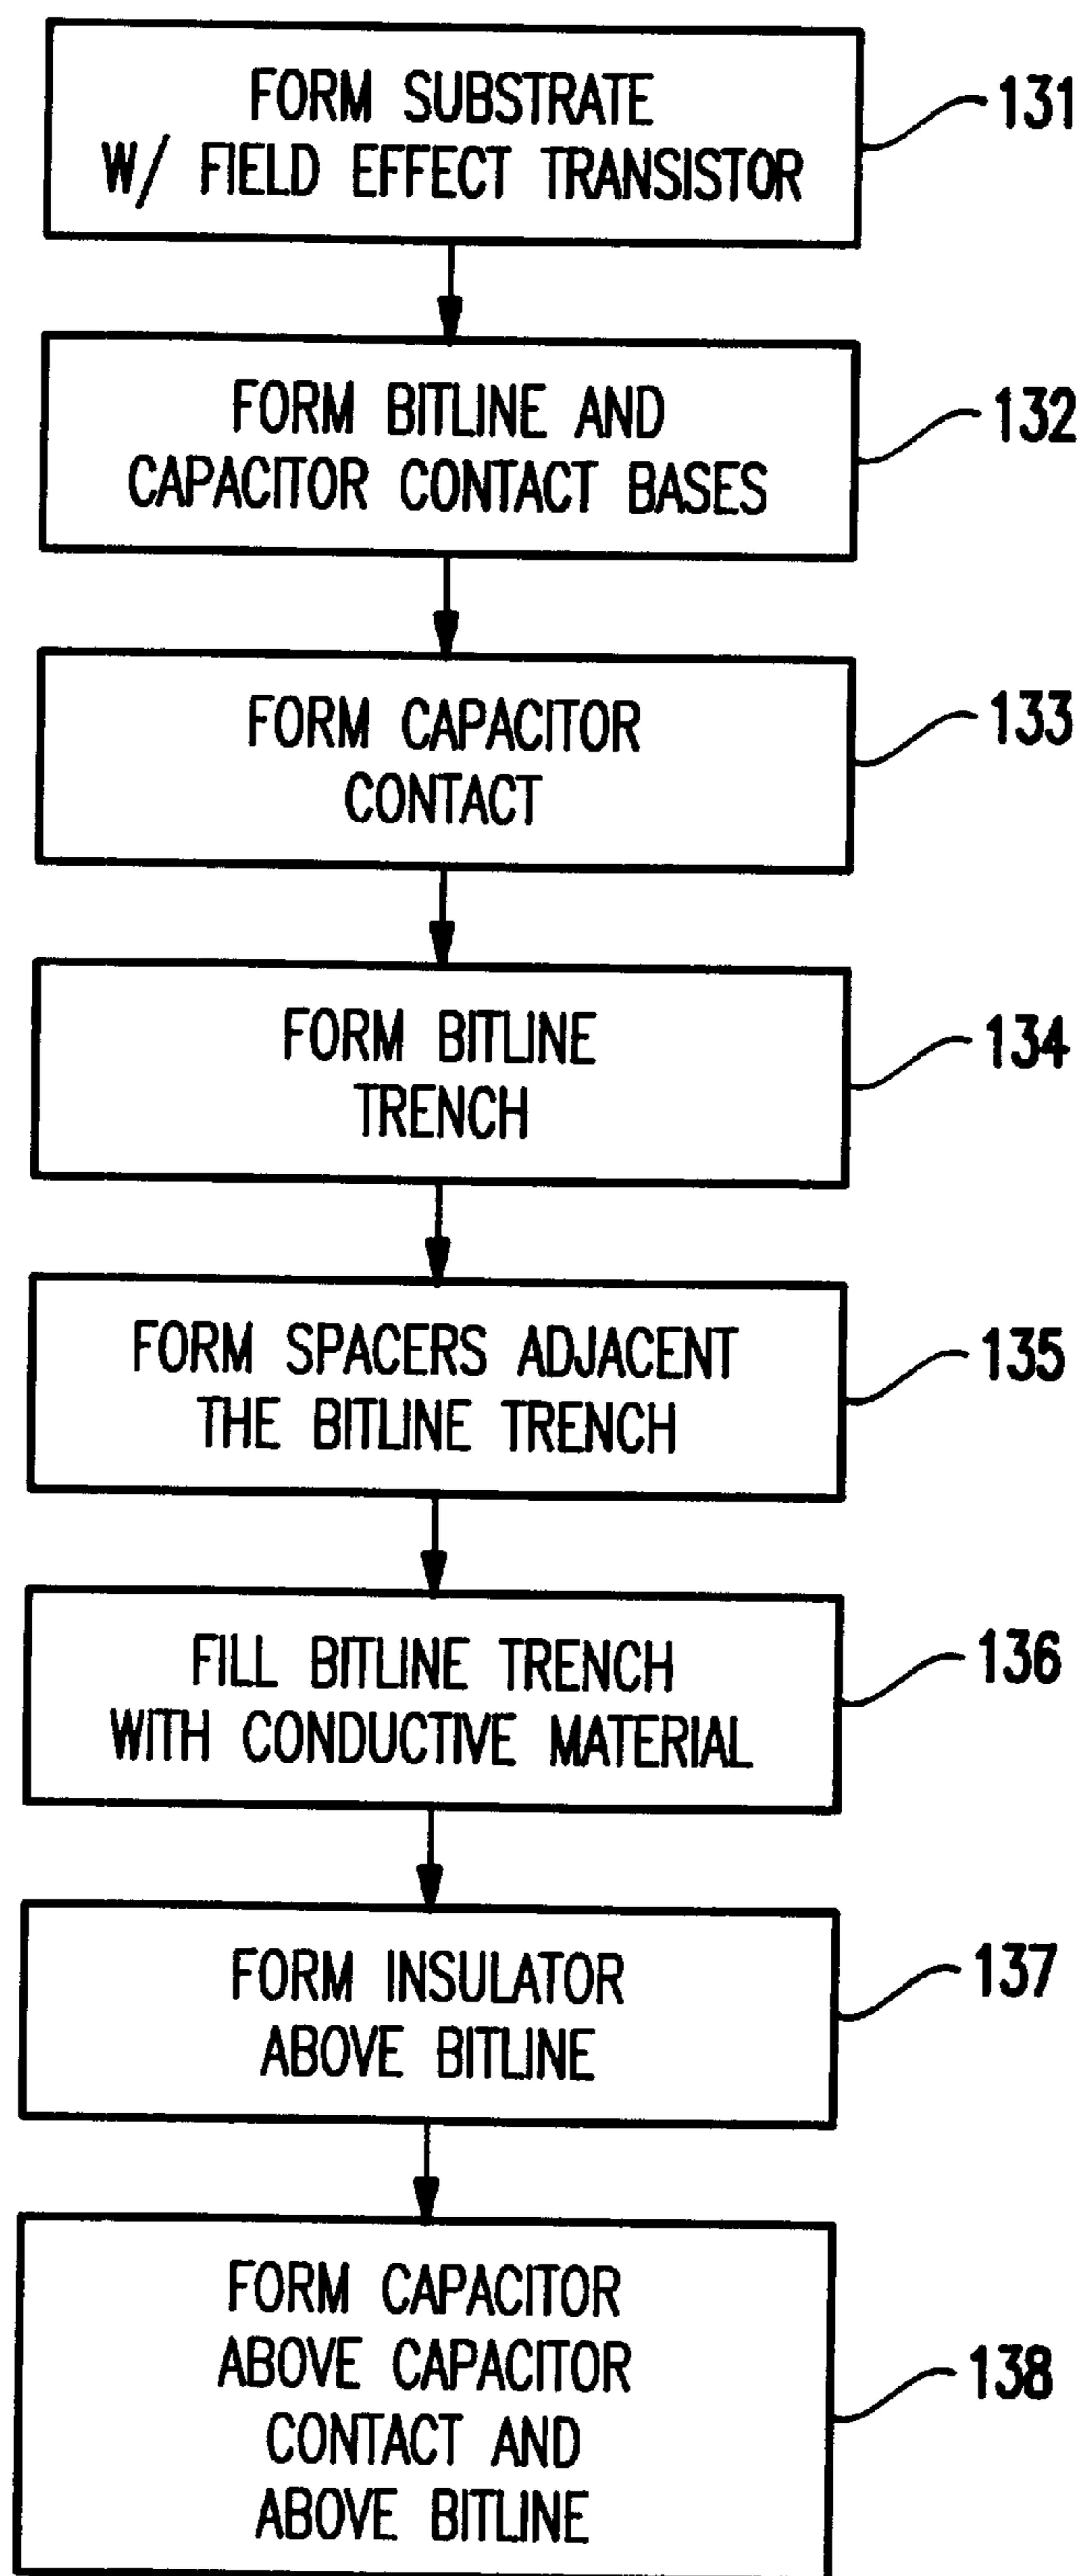 FORM SUBSTRATE
W/ FIELD EFFECT TRANSISTOR
131
FORM BITLINE AND
CAPACITOR CONTACT BASES
132
FORM CAPACITOR
CONTACT
133
FORM BITLINE
TRENCH
134
FORM SPACERS ADJACENT
THE BITLINE TRENCH
135
FILL BITLINE TRENCH
WITH CONDUCTIVE MATERIAL
136
FORM INSULATOR
ABOVE BITLINE
137
FORM CAPACITOR
ABOVE CAPACITOR
CONTACT AND
ABOVE BITLINE
138